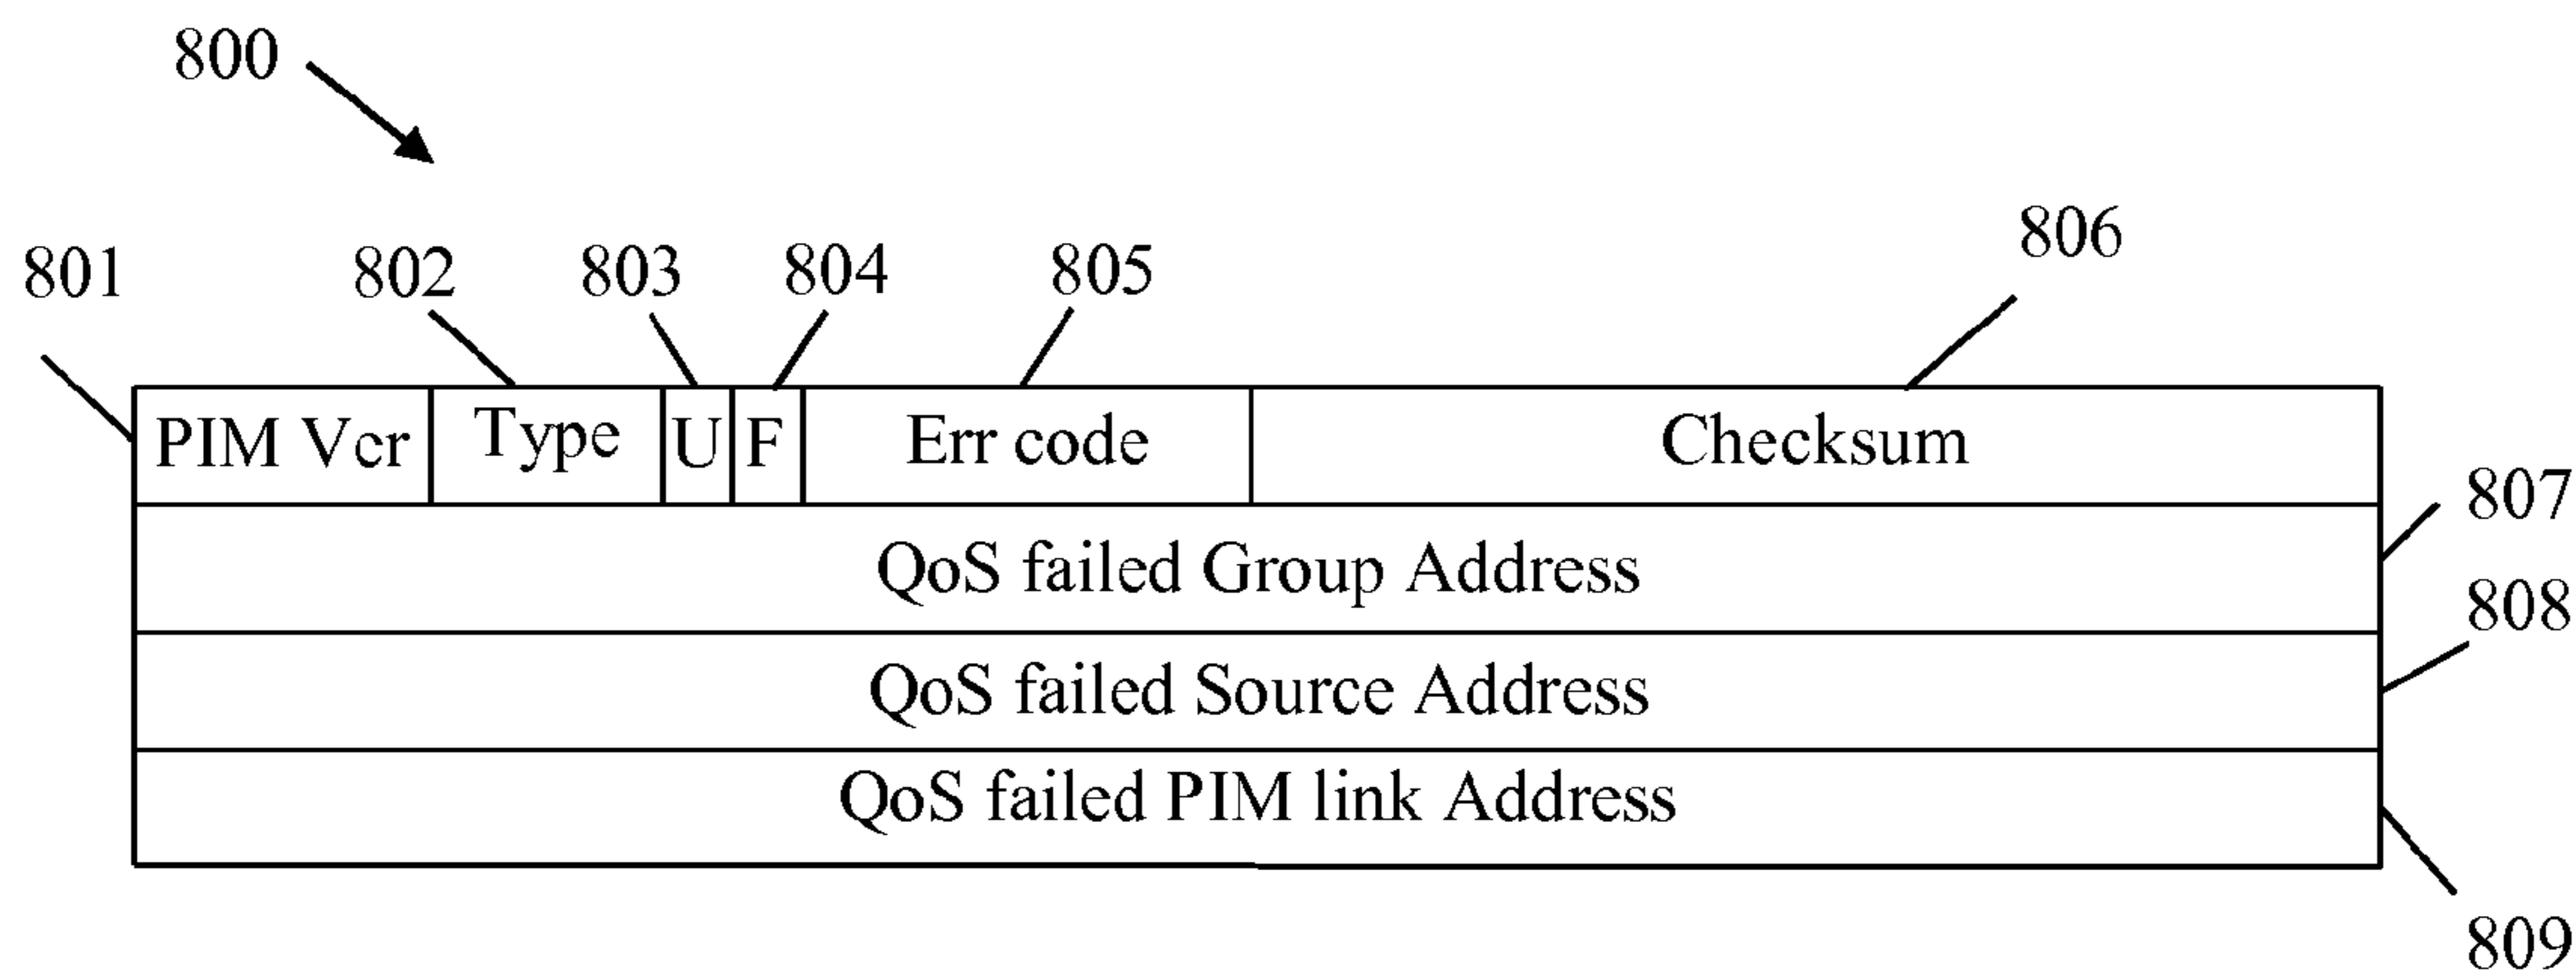 800
801 802 803 804 805 806
PIM Vcr Type U F Err code Checksum
807
QoS failed Group Address
808
QoS failed Source Address
QoS failed PIM link Address
809